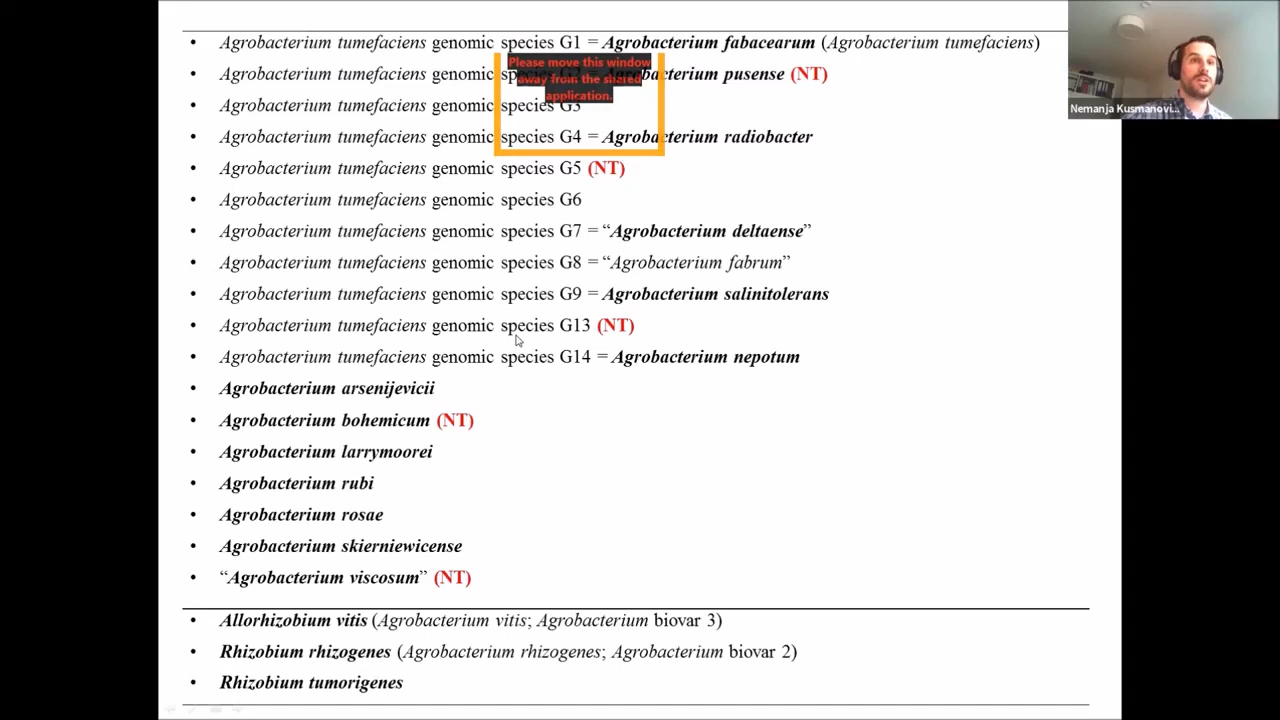 • Agrobacterium tumefaciens genomic species G1 = Agrobacterium fabacearum (Agrobacterium tumefaciens)
• Agrobacterium tumefaciens genomic species Agrobacterium pusense (NT)
• Agrobacterium tumefaciens genomic species G3
• Agrobacterium tumefaciens genomic species G4 = Agrobacterium radiobacter
• Agrobacterium tumefaciens genomic species G5 (NT)
• Agrobacterium tumefaciens genomic species G6
• Agrobacterium tumefaciens genomic species G7 = “Agrobacterium deltaense”
• Agrobacterium tumefaciens genomic species G8 = “Agrobacterium fabrum”
• Agrobacterium tumefaciens genomic species G9 = Agrobacterium salinitolerans
• Agrobacterium tumefaciens genomic species G13 (NT)
• Agrobacterium tumefaciens genomic species G14 = Agrobacterium nepotum
• Agrobacterium arsenijevicii
• Agrobacterium bohemicum (NT)
• Agrobacterium larrymoorei
• Agrobacterium rubi
• Agrobacterium rosae
• Agrobacterium skierniewicense
• “Agrobacterium viscosum” (NT)
• Allorhizobium vitis (Agrobacterium vitis; Agrobacterium biovar 3)
• Rhizobium rhizogenes (Agrobacterium rhizogenes; Agrobacterium biovar 2)
• Rhizobium tumorigenes
Please move this window
away from the shared
application.
Nemanja Kusmanovi...